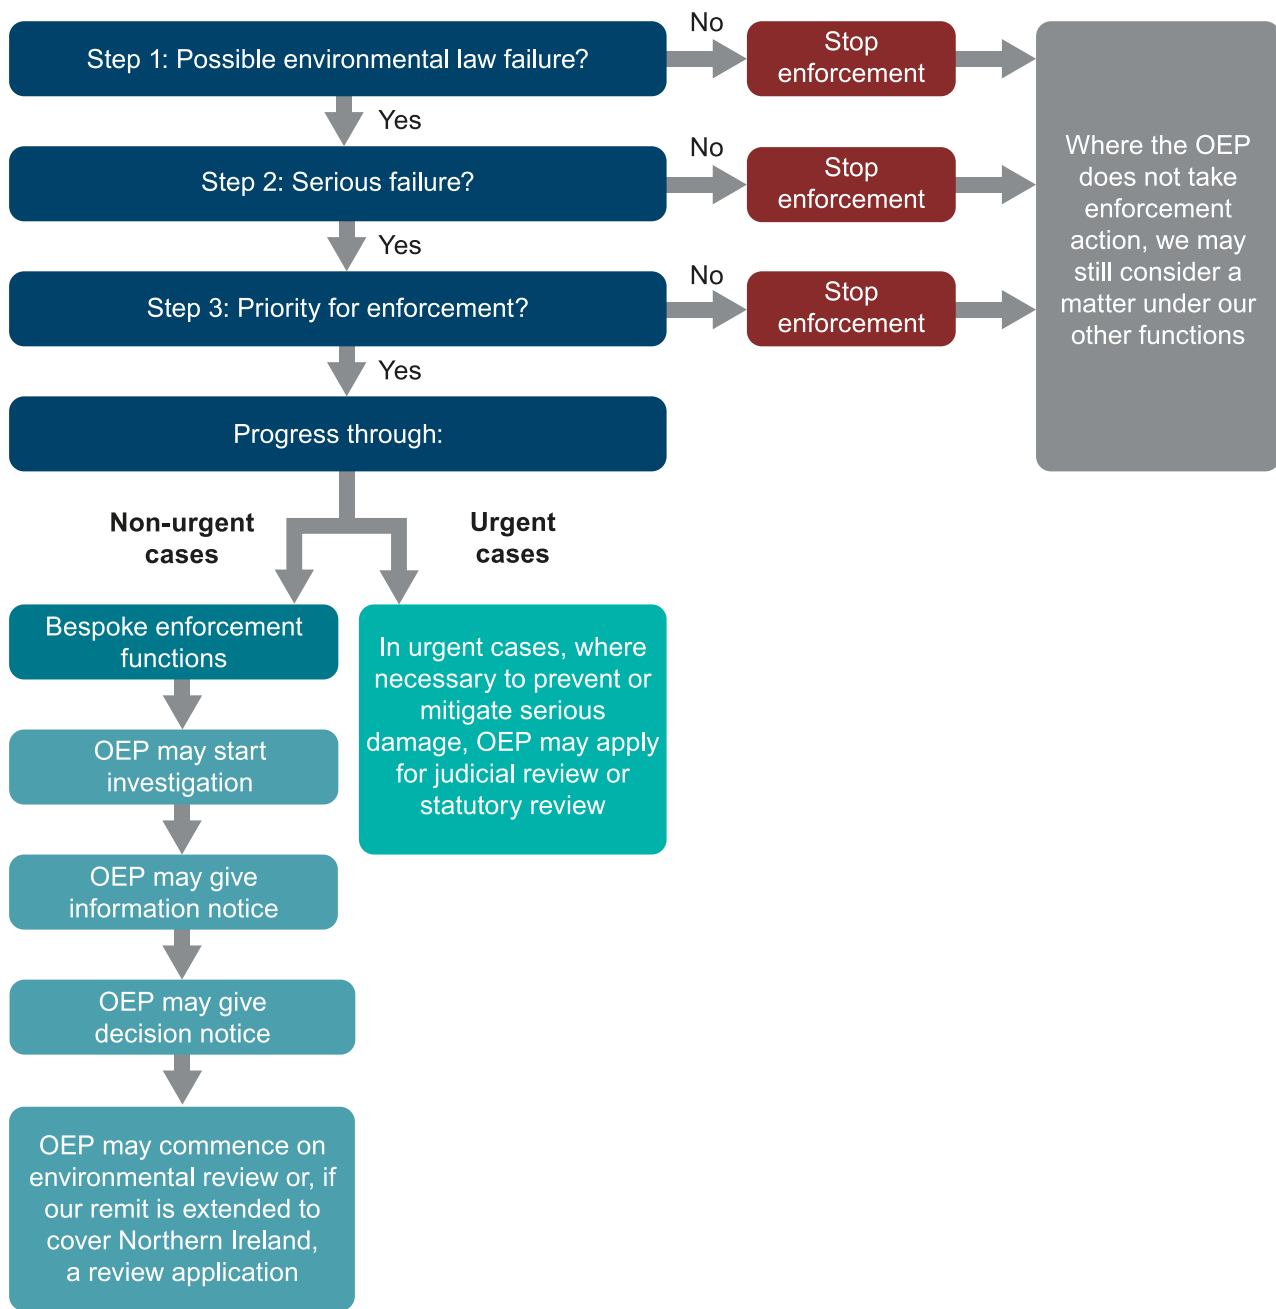 Step 1: Possible environmental law failure?
No
Stop
enforcement
Yes
Step 2: Serious failure?
No
Stop
enforcement
Yes
Step 3: Priority for enforcement?
No
Stop
enforcement
Where the OEP
does not take
enforcement
action, we may
still consider a
matter under our
other functions
Yes
Progress through:
Non-urgent
cases
Urgent
cases
Bespoke enforcement
functions
In urgent cases, where
necessary to prevent or
mitigate serious
damage, OEP may apply
for judicial review or
statutory review
OEP may start
investigation
OEP may give
information notice
OEP may give
decision notice
OEP may commence on
environmental review or, if
our remit is extended to
cover Northern Ireland,
a review application